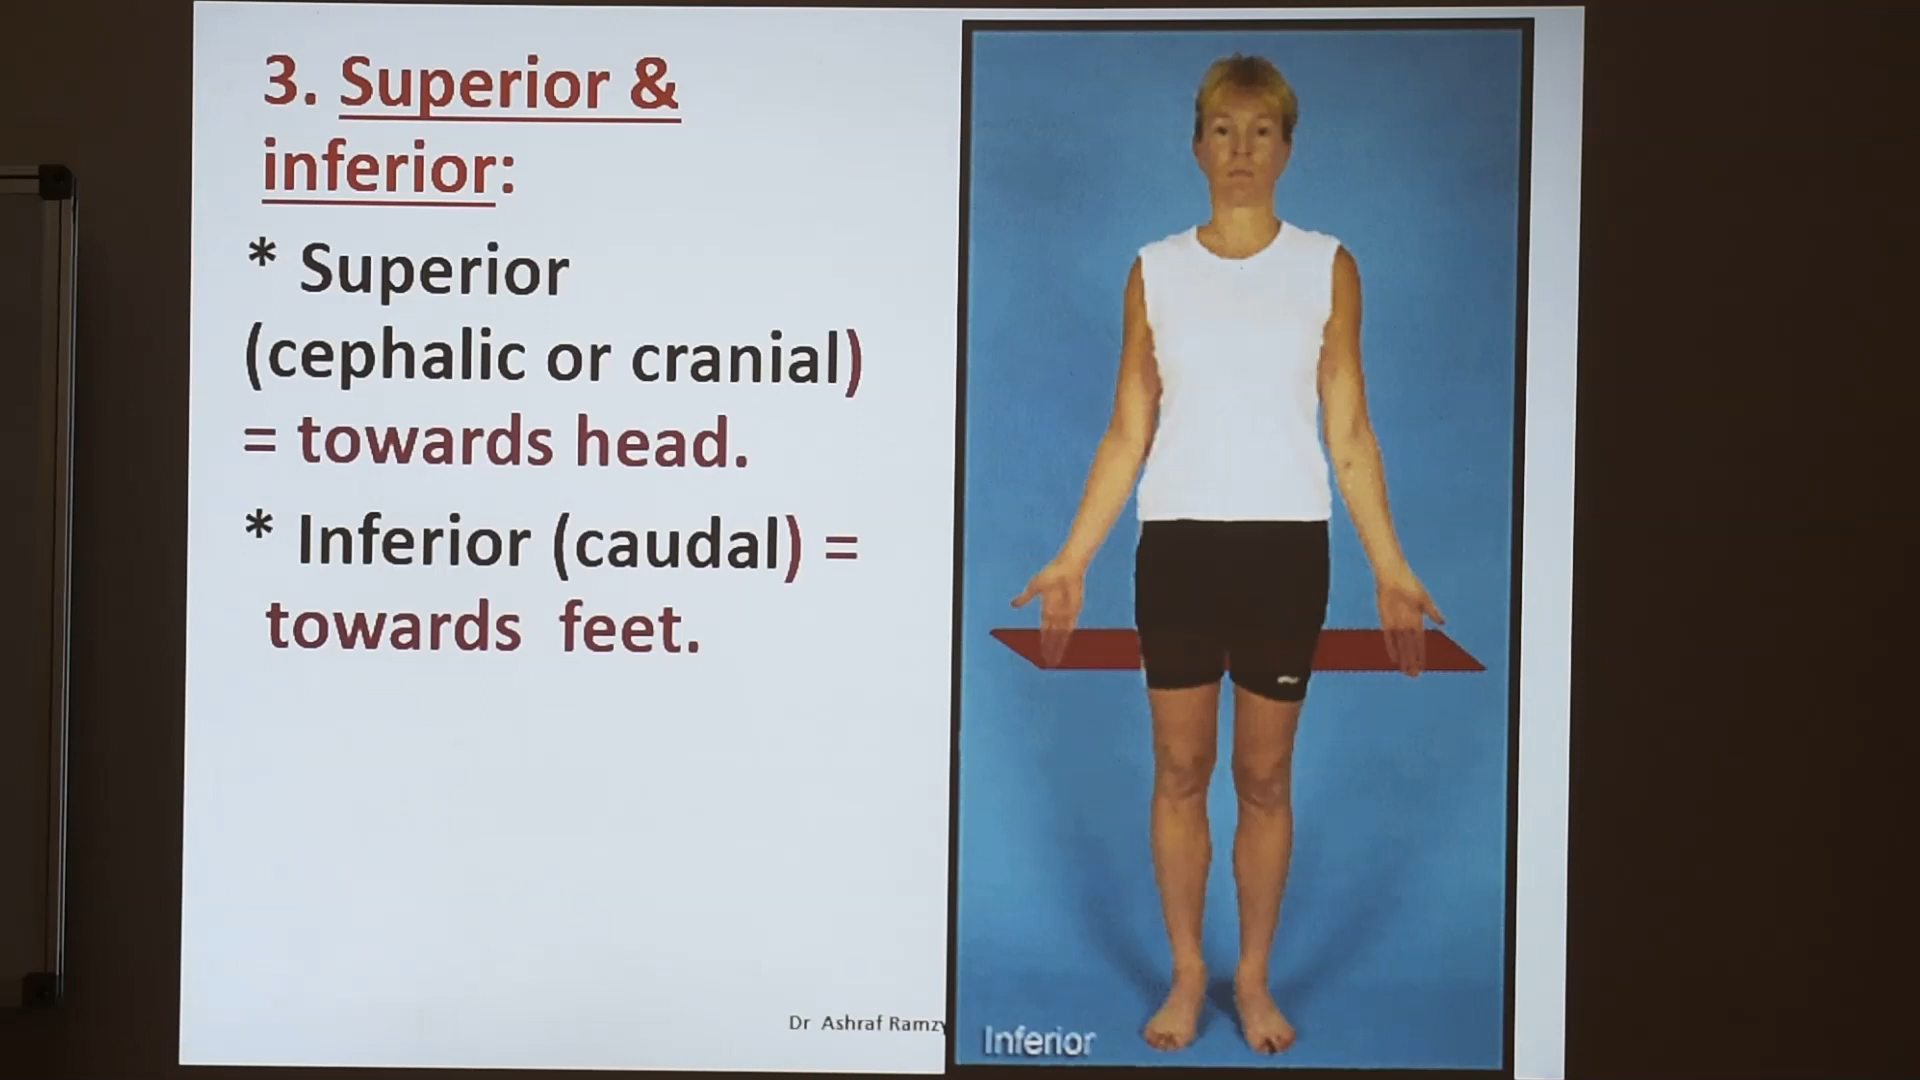 3. Superior &
inferior:
* Superior
(cephalic or cranial)
= towards head.
* Inferior (caudal) =
towards feet.
Dr Ashraf Ramzy
Inferior